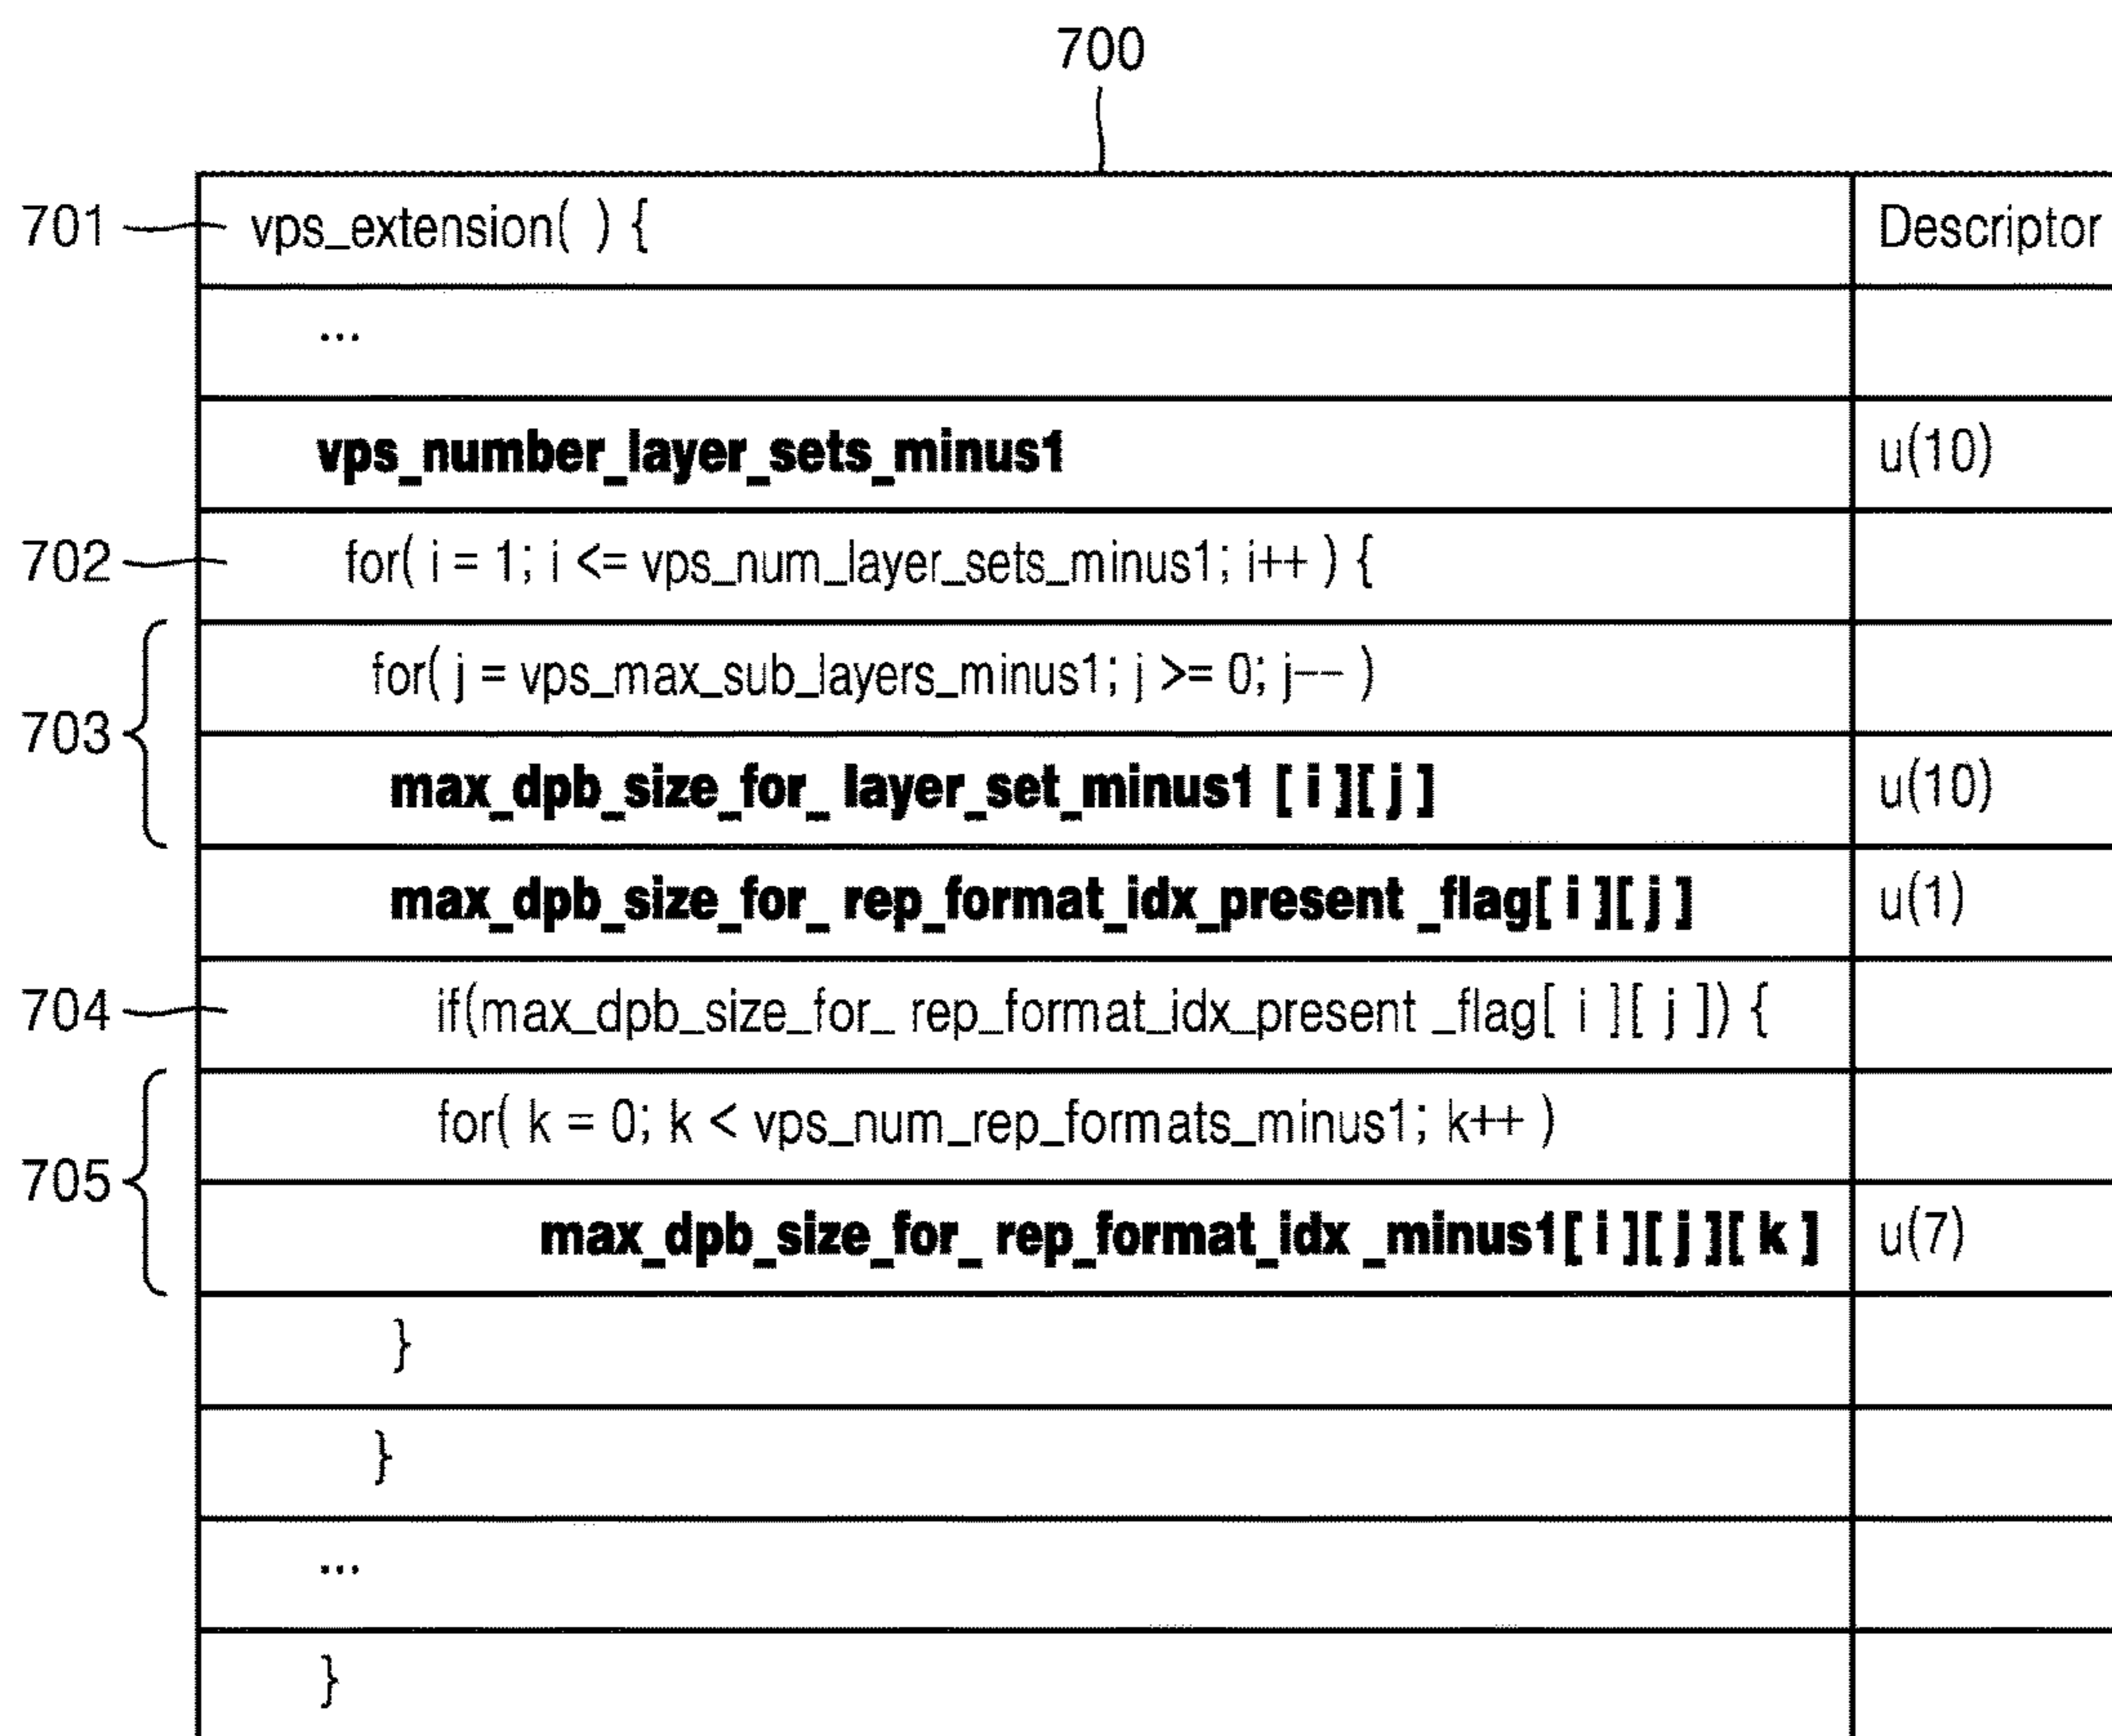 700
701 vps_extension( ) { Descriptor
...
vps_number_layer_sets_minus1 u(10)
702 for( i = 1; i <= vps_num_layer_sets_minus1; i++ ) {
for( j = vps_max_sub_layers_minus1; j >= 0; j-- )
703
max_dpb_size_for_ layer_set_minus1 [ i ][ j ] u(10)
max_dpb_size_for_ rep_format_idx_present _flag[ i ][ j ] u(1)
704 if(max_dpb_size_for_ rep_format_idx_present _flag[ i ][ j ]) {
for( k = 0; k < vps_num_rep_formats_minus1; k++ )
705
max_dpb_size_for_ rep_format_idx _minus1[ i ][ j ][ k ] u(7)
}
}
...
}